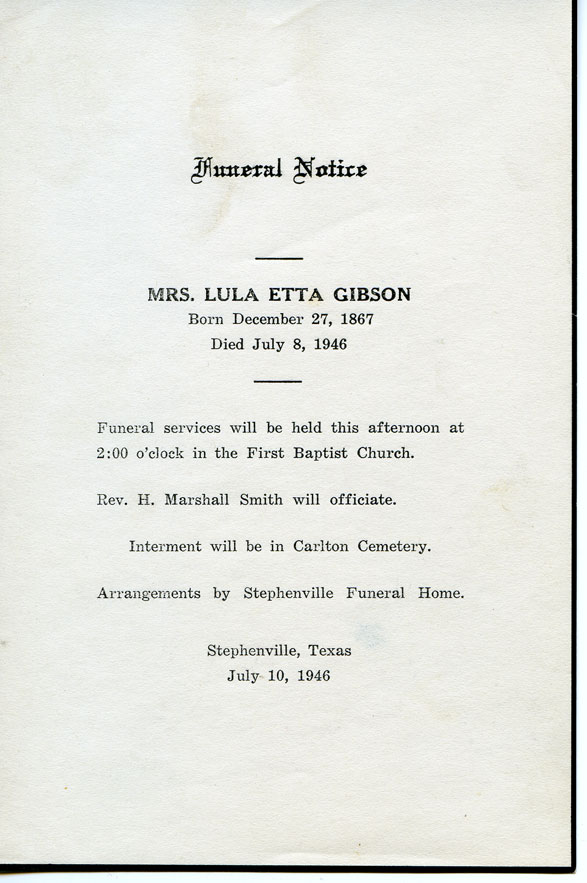 Funeral Notice
MRS. LULA ETTA GIBSON
Born December 27, 1867
Died July 8, 1946
Funeral services will be held this afternoon at
2:00 o'clock in the First Baptist Church.
Rev. H. Marshall Smith will officiate.
Interment will be in Carlton Cemetery.
Arrangements by Stephenville Funeral Home.
Stephenville, Texas
July 10, 1946